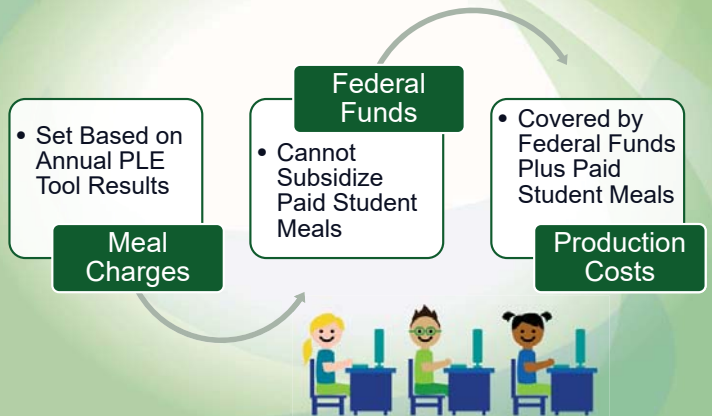 • Set Based on
Annual PLE
Tool Results
Meal
Charges
Federal
Funds
• Cannot
Subsidize
Paid Student
Meals
• Covered by
Federal Funds
Plus Paid
Student Meals
Production
Costs